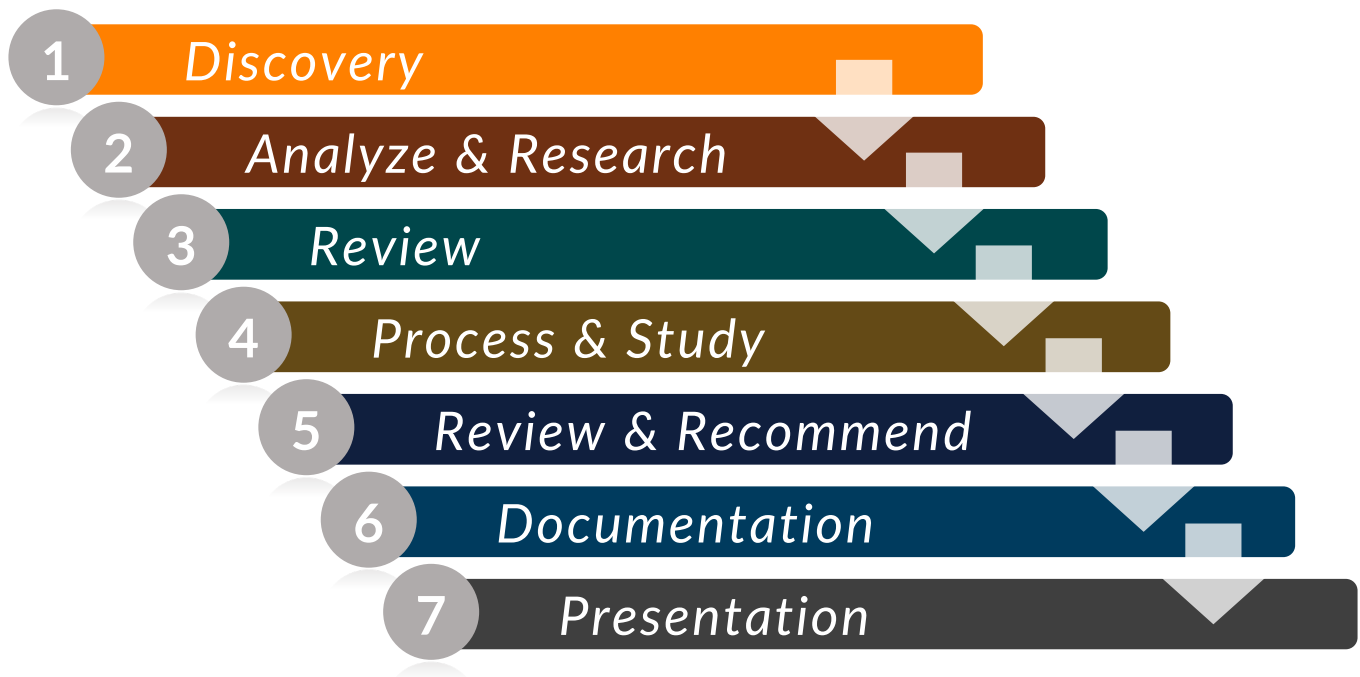 1 Discovery
2 Analyze & Research
3 Review
4 Process & Study
5 Review & Recommend
6 Documentation
7 Presentation